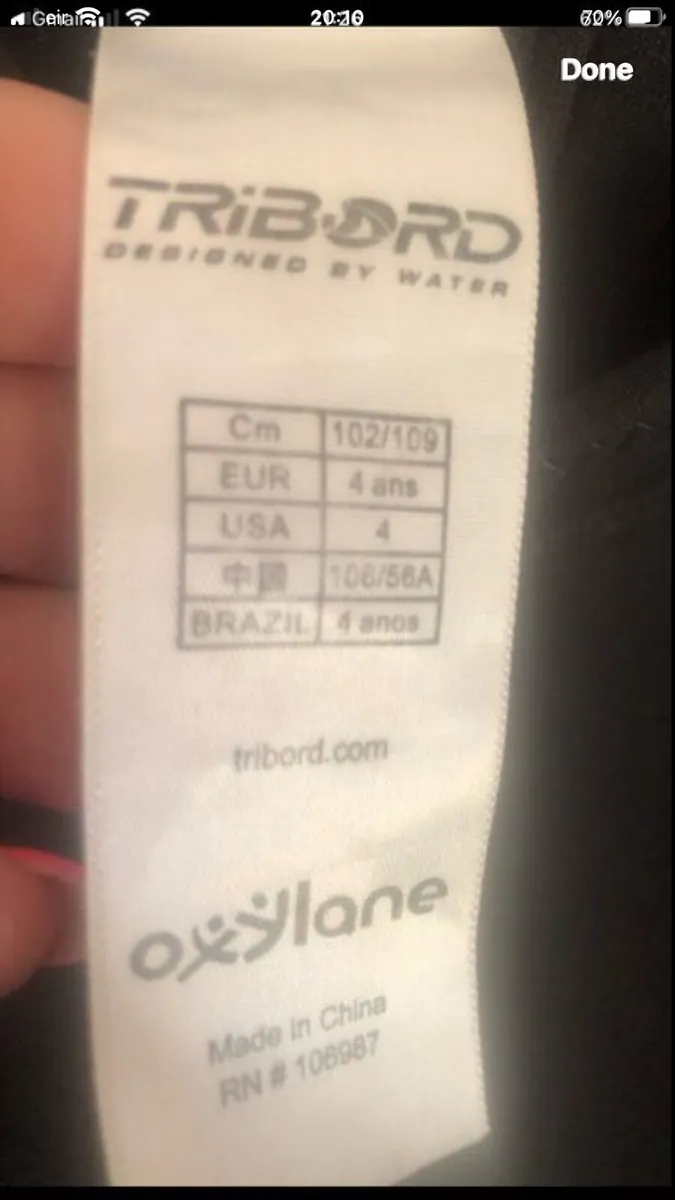 Done
TRiBORD
DESIGNED BY WATER
Cm 102/109
EUR 4 ans
USA 4
中國 106/56A
BRAZIL 4 anos
tribord.com
oxylane
Made in China
RN # 106987